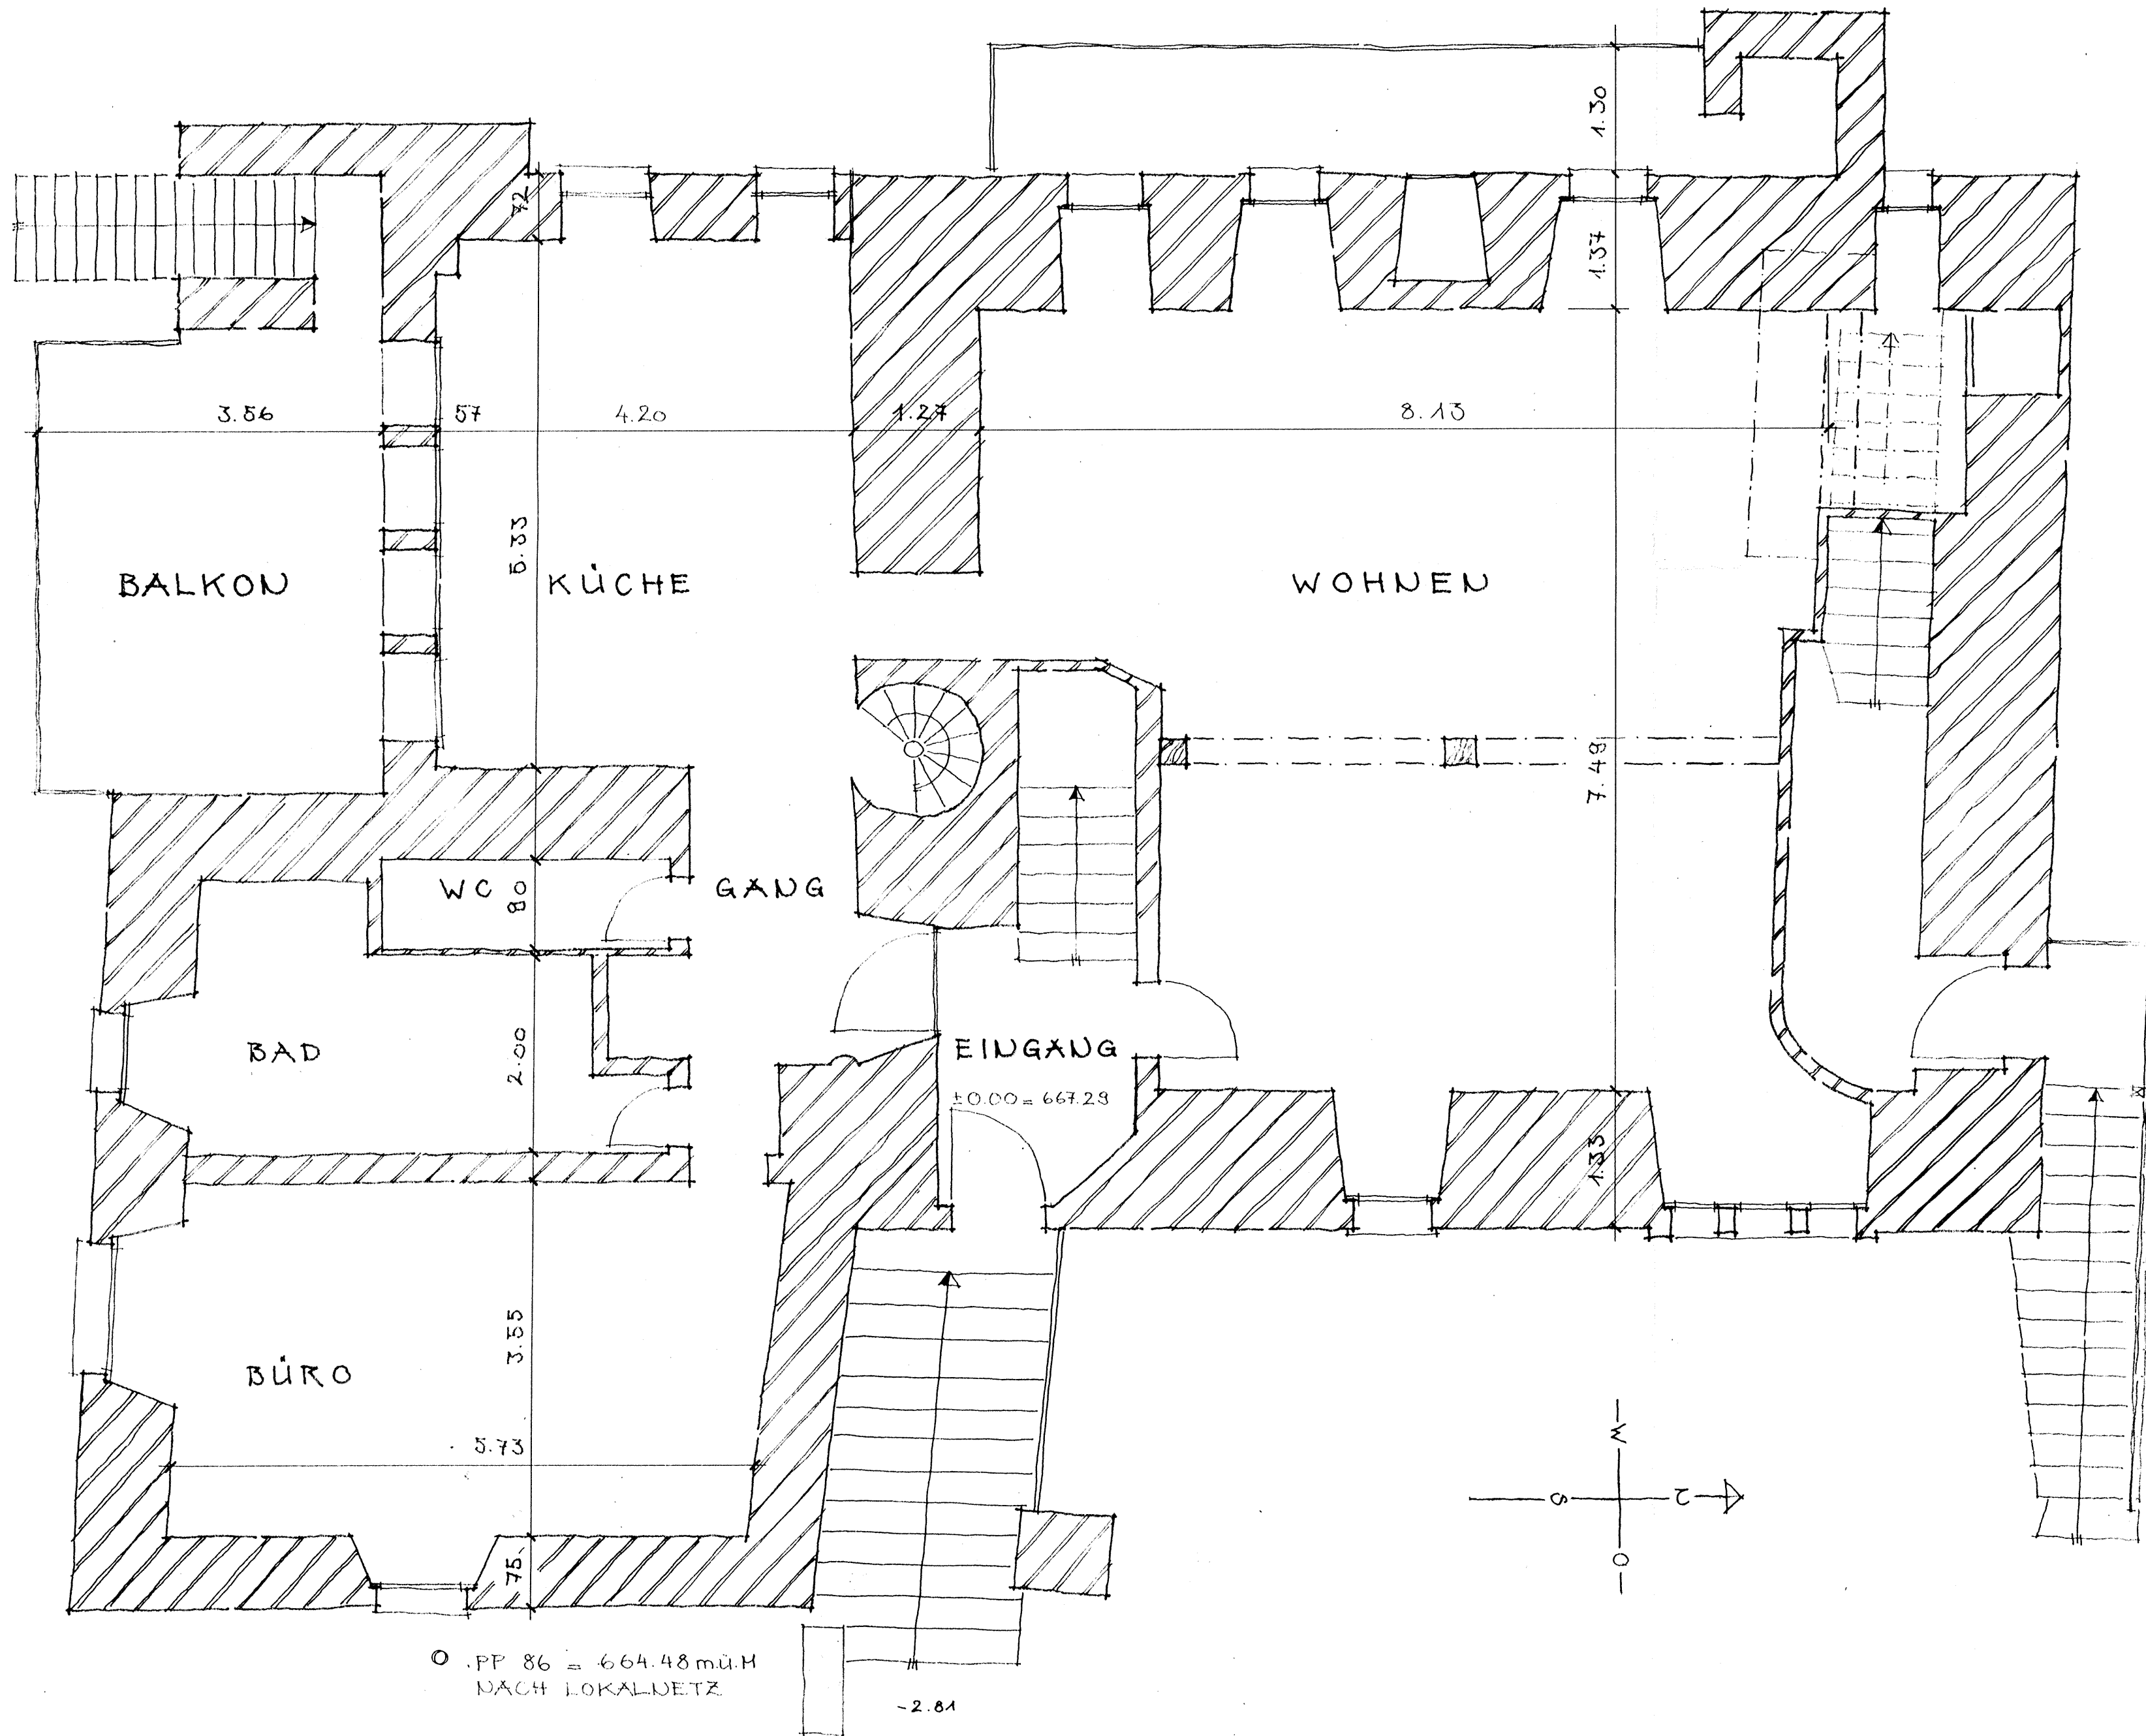 1.30
72
1.37
3.56
57
4.20
1.27
8.13
5.33
BALKON
KÜCHE
WOHNEN
7.49
WC
80
GANG
BAD
2.00
EINGANG
±0.00 = 667.29
1.35
BÜRO
3.55
5.73
75
W
S
N
O
PP 86 = 664.48 m.ü.M
NACH LOKALNETZ
-2.81